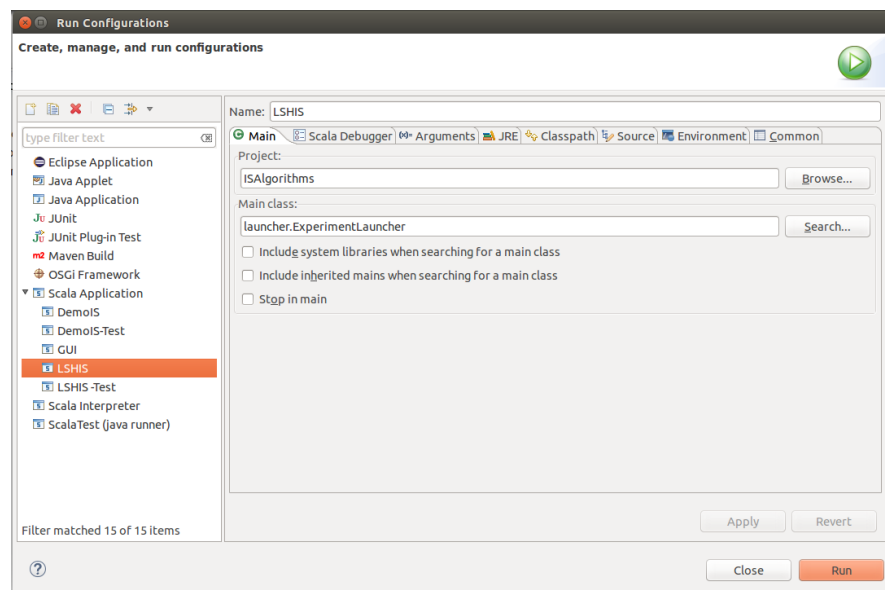 Run Configurations
Create, manage, and run configurations
Name: LSHIS
type filter text
Main Scala Debugger (x)= Arguments JRE Classpath Source Environment Common
Eclipse Application
Java Applet
Java Application
Ju JUnit
Jü JUnit Plug-in Test
m2 Maven Build
OSGi Framework
Scala Application
DemoIS
DemoIS-Test
GUI
LSHIS
LSHIS -Test
Scala Interpreter
ScalaTest (java runner)
Filter matched 15 of 15 items
Project:
ISAlgorithms Browse...
Main class:
launcher.ExperimentLauncher Search...
Include system libraries when searching for a main class
Include inherited mains when searching for a main class
Stop in main
Apply Revert
? Close Run